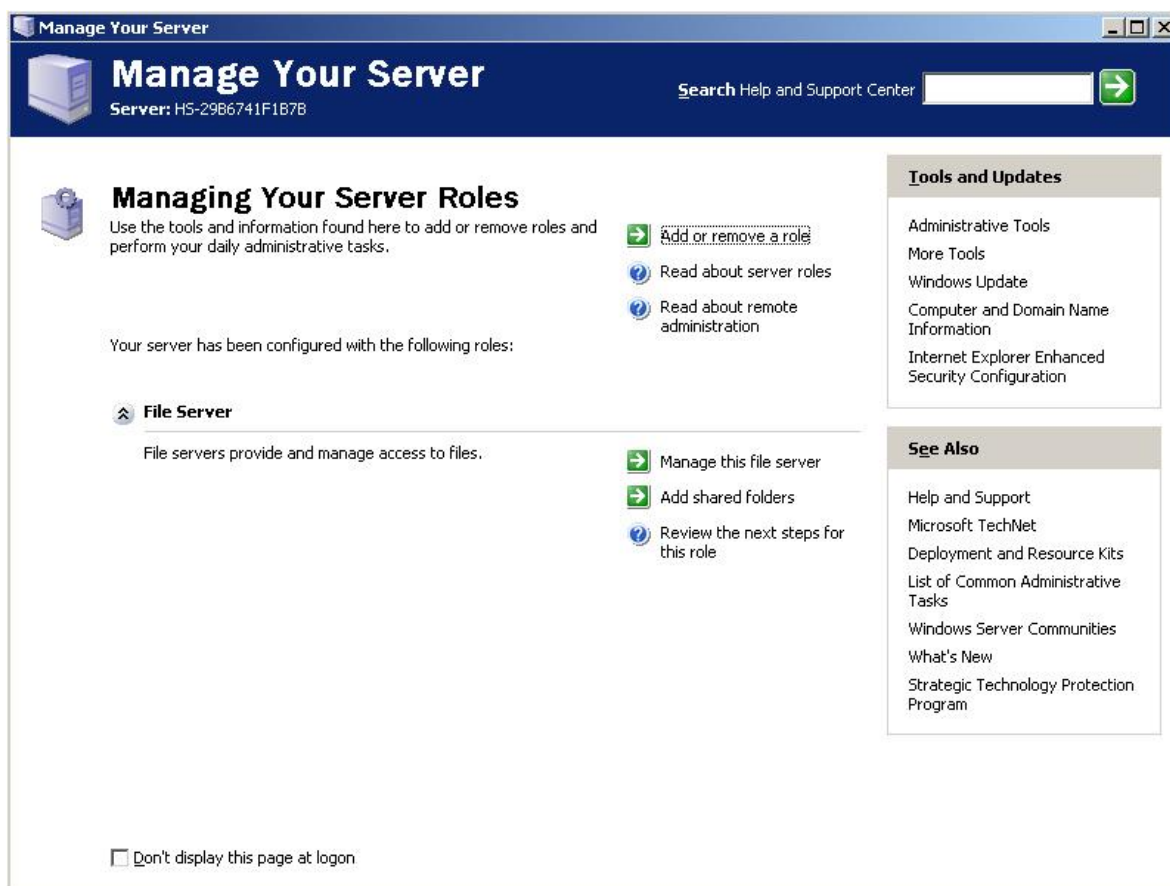 Manage Your Server
Manage Your Server
Server: HS-29B6741F1B7B
Search Help and Support Center
Managing Your Server Roles
Use the tools and information found here to add or remove roles and
perform your daily administrative tasks.
Add or remove a role
Read about server roles
Read about remote
administration
Your server has been configured with the following roles:
File Server
File servers provide and manage access to files.
Manage this file server
Add shared folders
Review the next steps for
this role
Tools and Updates
Administrative Tools
More Tools
Windows Update
Computer and Domain Name
Information
Internet Explorer Enhanced
Security Configuration
See Also
Help and Support
Microsoft TechNet
Deployment and Resource Kits
List of Common Administrative
Tasks
Windows Server Communities
What's New
Strategic Technology Protection
Program
Don't display this page at logon